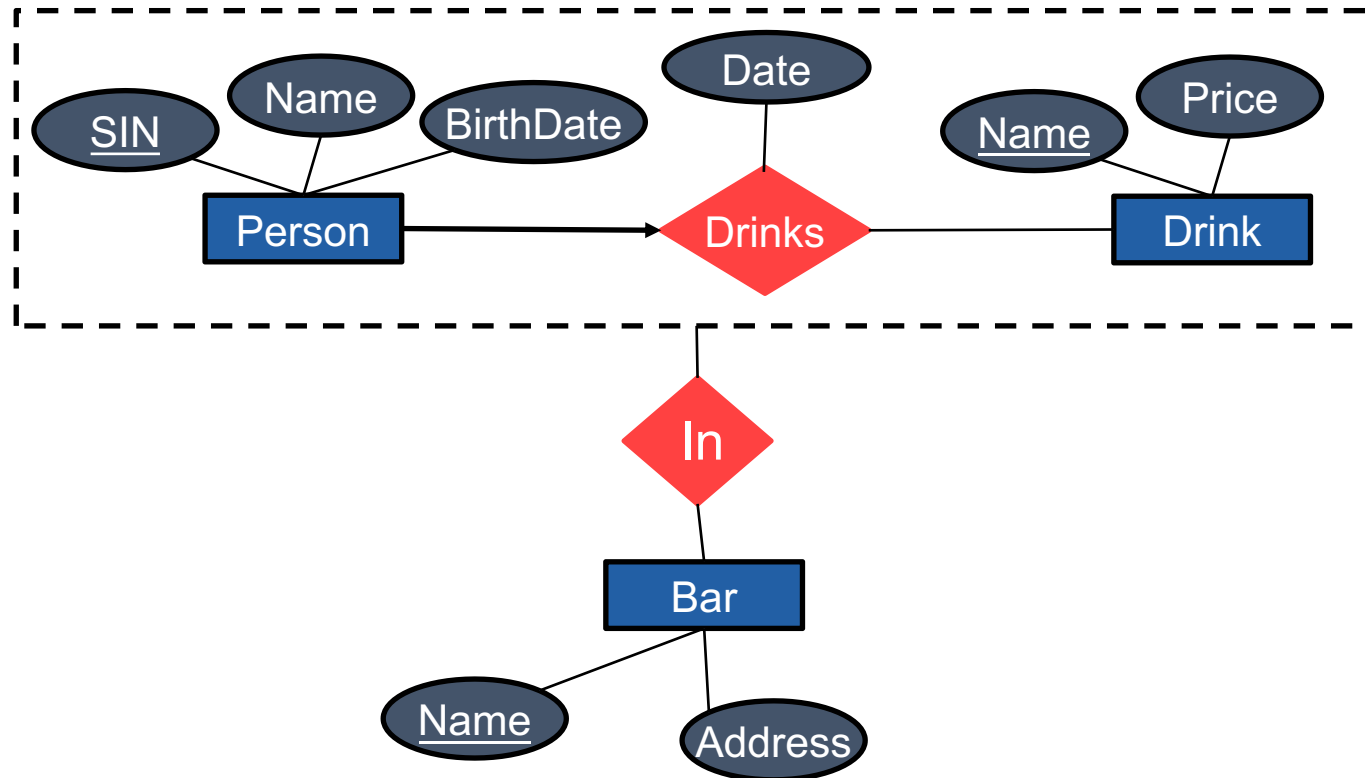 Date
Name
Price
SIN
BirthDate
Name
Person
Drinks
Drink
In
Bar
Name
Address